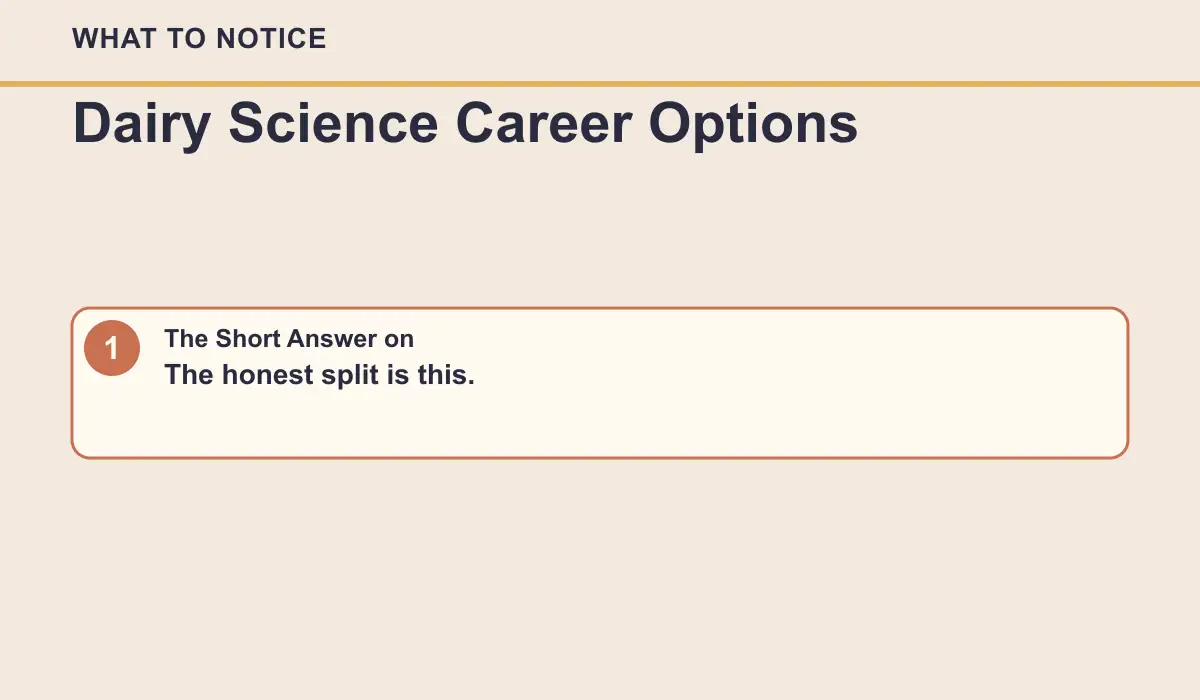 WHAT TO NOTICE
Dairy Science Career Options
1
The Short Answer on
The honest split is this.